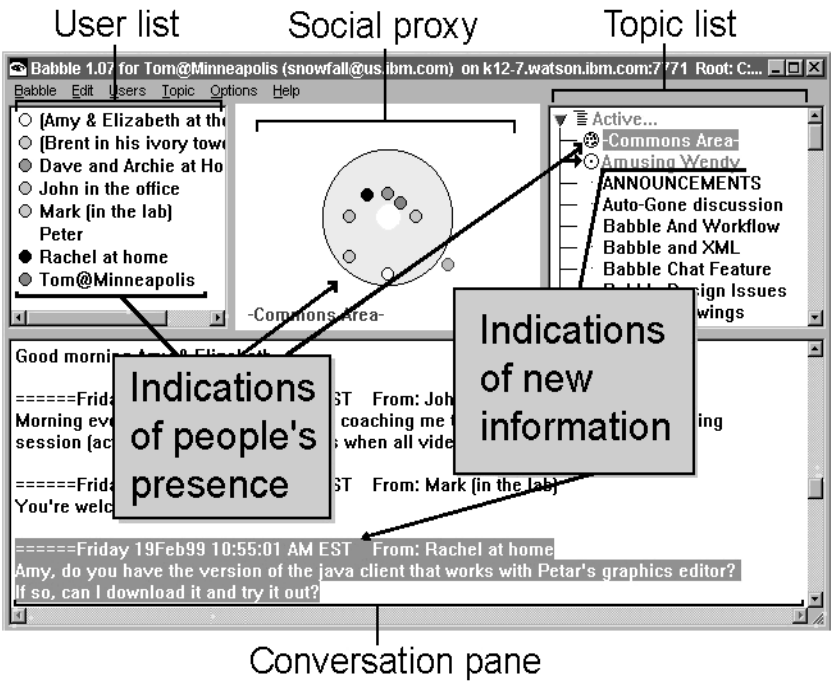 User list
Social proxy
Topic list
Babble 1.07 for Tom@Minneapolis (snowfall@us.ibm.com) on k12-7.watson.ibm.com:7771 Root: C:...
Babble Edit Users Topic Options Help
(Amy & Elizabeth at the
(Brent in his ivory tow
Dave and Archie at Ho
John in the office
Mark (in the lab)
Peter
Rachel at home
Tom@Minneapolis
-Commons Area-
Active...
-Commons Area-
Amusing Wendy
ANNOUNCEMENTS
Auto-Gone discussion
Babble And Workflow
Babble and XML
Babble Chat Feature
Babble Design Issues
wings
Indications
of people's
presence
Indications
of new
information
Good morning Amy & Elizabeth
======Friday ST From: Joh
Morning eve coaching me t ing
session (act s when all vide
======Frida ST From: Mark (in the lab)
You're welc
======Friday 19Feb99 10:55:01 AM EST From: Rachel at home
Amy, do you have the version of the java client that works with Petar's graphics editor?
If so, can I download it and try it out?
Conversation pane